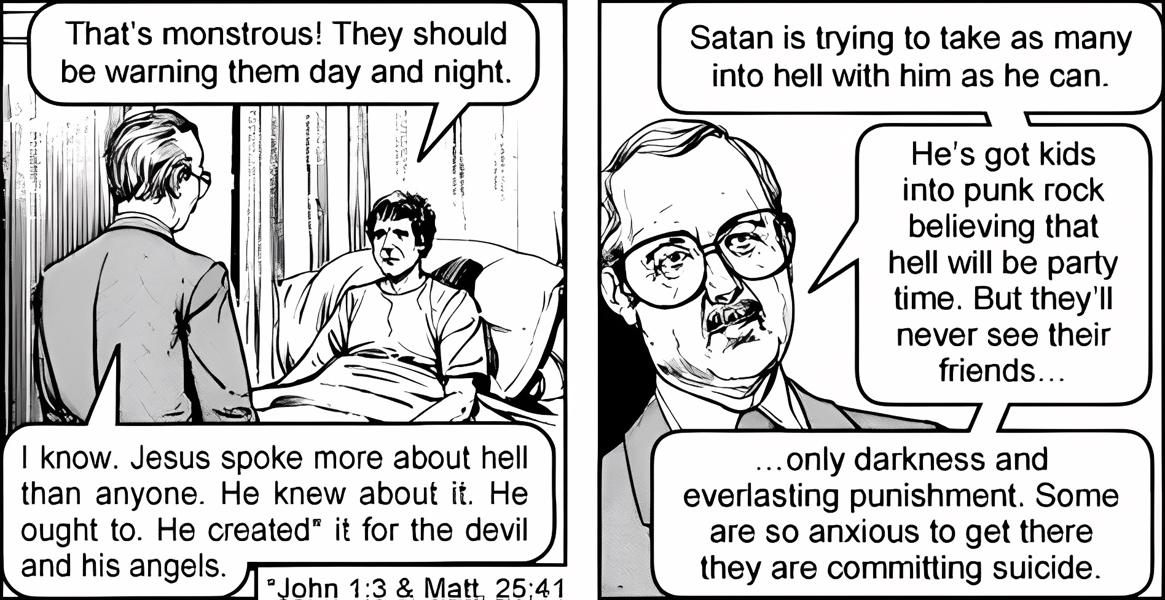 That's monstrous! They should
be warning them day and night.
I know. Jesus spoke more about hell
than anyone. He knew about it. He
ought to. He created" it for the devil
and his angels.
"John 1:3 & Matt. 25:41
Satan is trying to take as many
into hell with him as he can.
He's got kids
into punk rock
believing that
hell will be party
time. But they'll
never see their
friends...
...only darkness and
everlasting punishment. Some
are so anxious to get there
they are committing suicide.